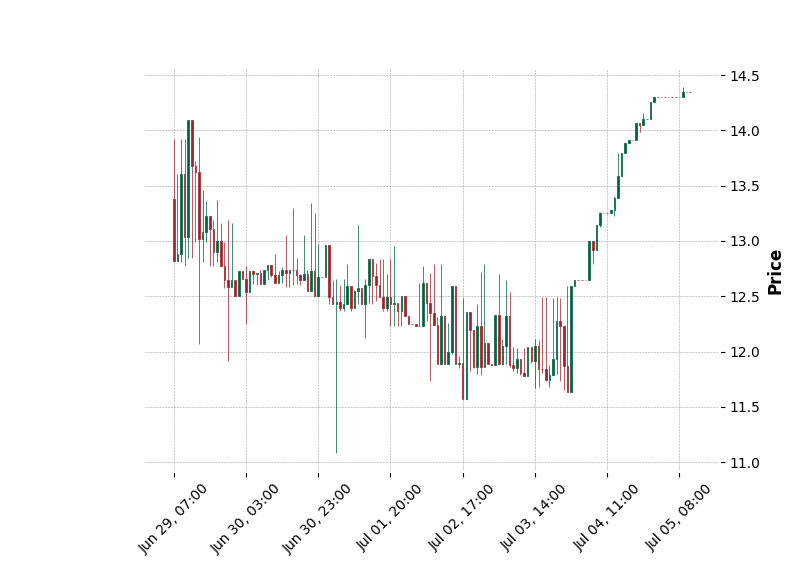 14.5
14.0
13.5
13.0
12.5
12.0
11.5
11.0
Price
Jun 29, 07:00
Jun 30, 03:00
Jun 30, 23:00
Jul 01, 20:00
Jul 02, 17:00
Jul 03, 14:00
Jul 04, 11:00
Jul 05, 08:00